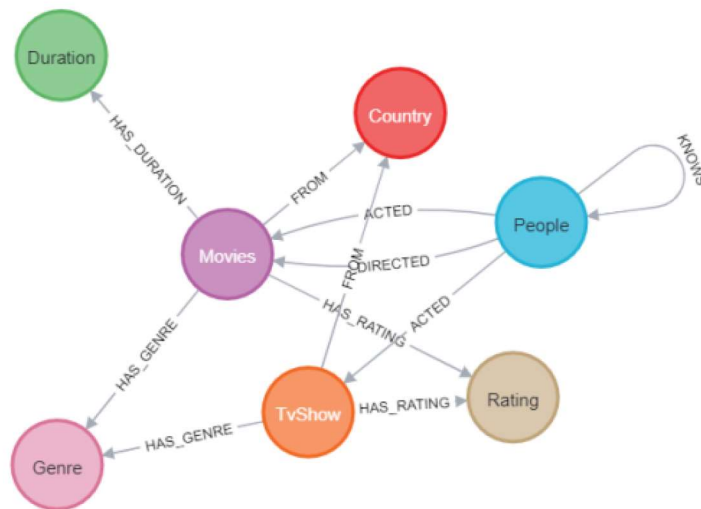 Duration
Country
KNOWS
HAS_DURATION
FROM
ACTED
People
Movies
DIRECTED
FROM
HAS_RATING
ACTED
HAS_GENRE
TvShow
HAS_RATING
Rating
HAS_GENRE
Genre